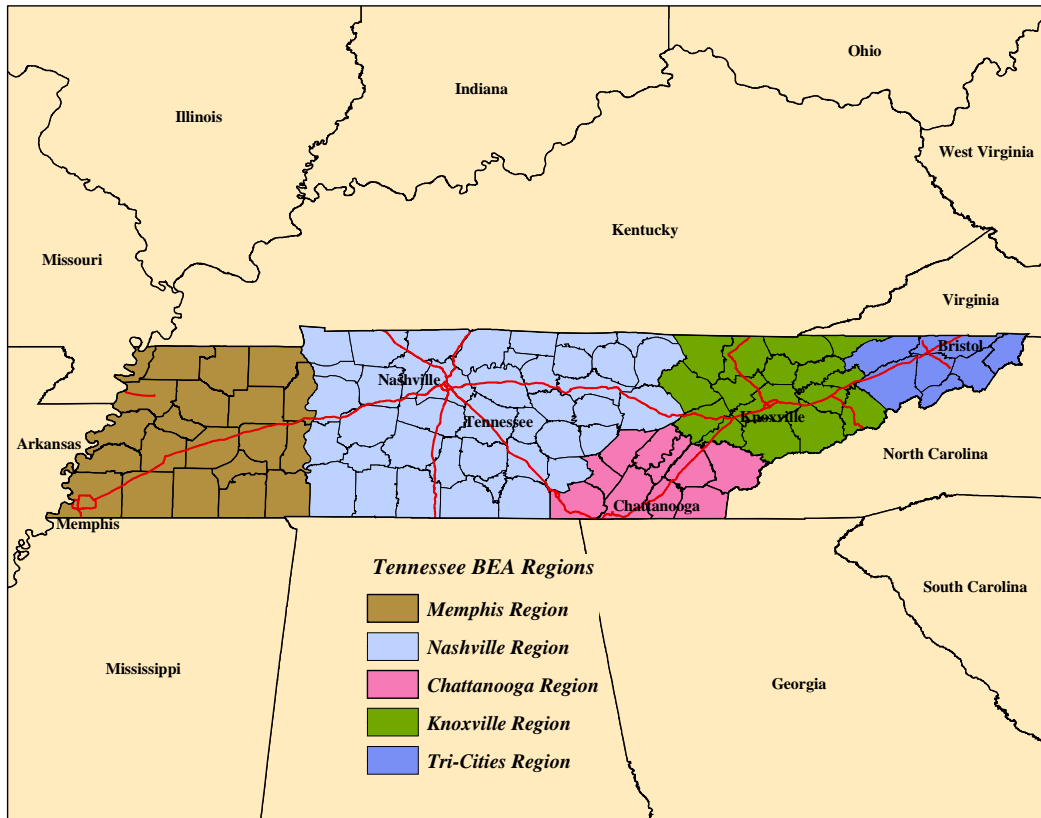 Ohio
Indiana
Illinois
West Virginia
Kentucky
Missouri
Virginia
Bristol
Nashville
Knoxville
Tennessee
Arkansas
North Carolina
Chattanooga
Memphis
Tennessee BEA Regions
South Carolina
Memphis Region
Nashville Region
Mississippi
Chattanooga Region
Georgia
Knoxville Region
Tri-Cities Region